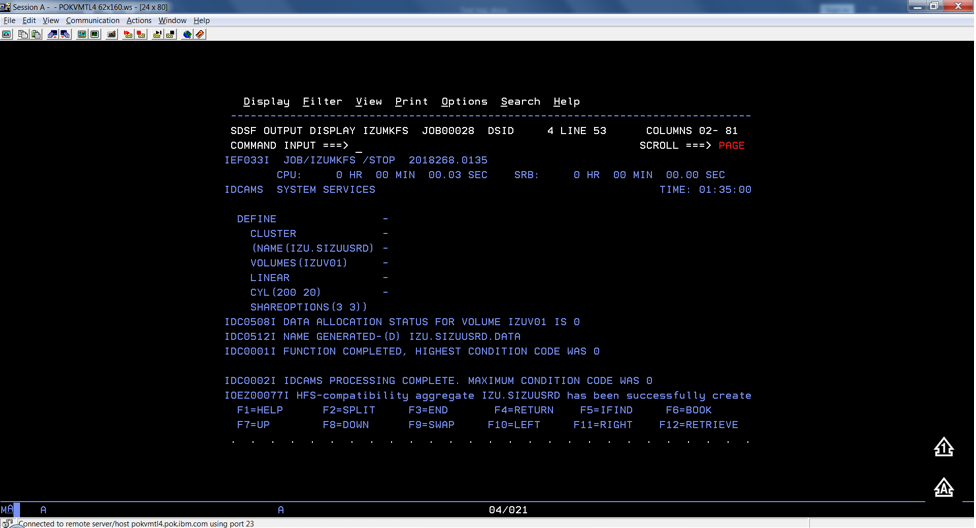 Session A - - POKVMTL4 62x160.ws - [24 x 80]
File Edit View Communication Actions Window Help
Display Filter View Print Options Search Help
-------------------------------------------------------------------------------
SDSF OUTPUT DISPLAY IZUMKFS JOB00028 DSID 4 LINE 53 COLUMNS 02- 81
COMMAND INPUT ===> _ SCROLL ===> PAGE
IEF033I JOB/IZUMKFS /STOP 2018268.0135
CPU: 0 HR 00 MIN 00.03 SEC SRB: 0 HR 00 MIN 00.00 SEC
IDCAMS SYSTEM SERVICES TIME: 01:35:00
DEFINE -
CLUSTER -
(NAME(IZU.SIZUUSRD) -
VOLUMES(IZUV01) -
LINEAR -
CYL(200 20) -
SHAREOPTIONS(3 3))
IDC0508I DATA ALLOCATION STATUS FOR VOLUME IZUV01 IS 0
IDC0512I NAME GENERATED-(D) IZU.SIZUUSRD.DATA
IDC0001I FUNCTION COMPLETED, HIGHEST CONDITION CODE WAS 0
IDC0002I IDCAMS PROCESSING COMPLETE. MAXIMUM CONDITION CODE WAS 0
IOEZ00077I HFS-compatibility aggregate IZU.SIZUUSRD has been successfully create
F1=HELP F2=SPLIT F3=END F4=RETURN F5=IFIND F6=BOOK
F7=UP F8=DOWN F9=SWAP F10=LEFT F11=RIGHT F12=RETRIEVE
1
A
MA A A 04/021
Connected to remote server/host pokvmtl4.pok.ibm.com using port 23